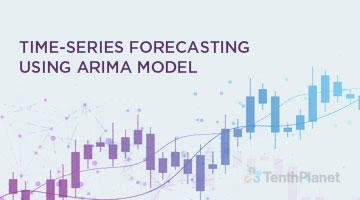 TIME-SERIES FORECASTING
USING ARIMA MODEL
TenthPlanet